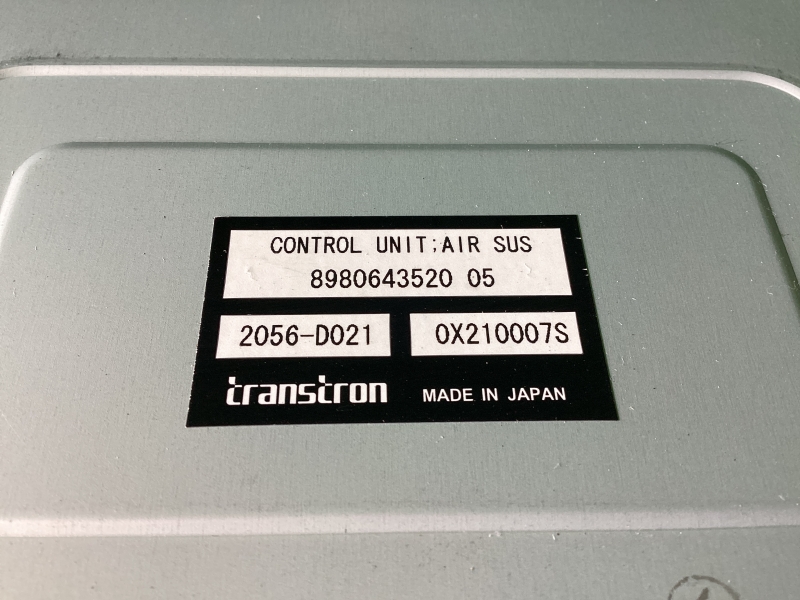 CONTROL UNIT;AIR SUS
8980643520 05
2056-D021 0X210007S
transtron MADE IN JAPAN